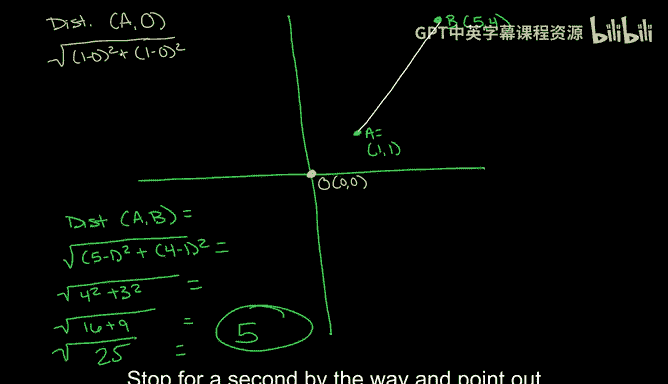 Dist. (A, O)
√(1-0)²+ (1-0)²
B (5,4)
GPT中英字幕课程资源 bilibili
A=
(1,1)
O(0,0)
Dist (A,B) =
√(5-1)² + (4-1)² =
√4² +3² =
√16+9 =
√25 =
5
Stop for a second by the way and point out